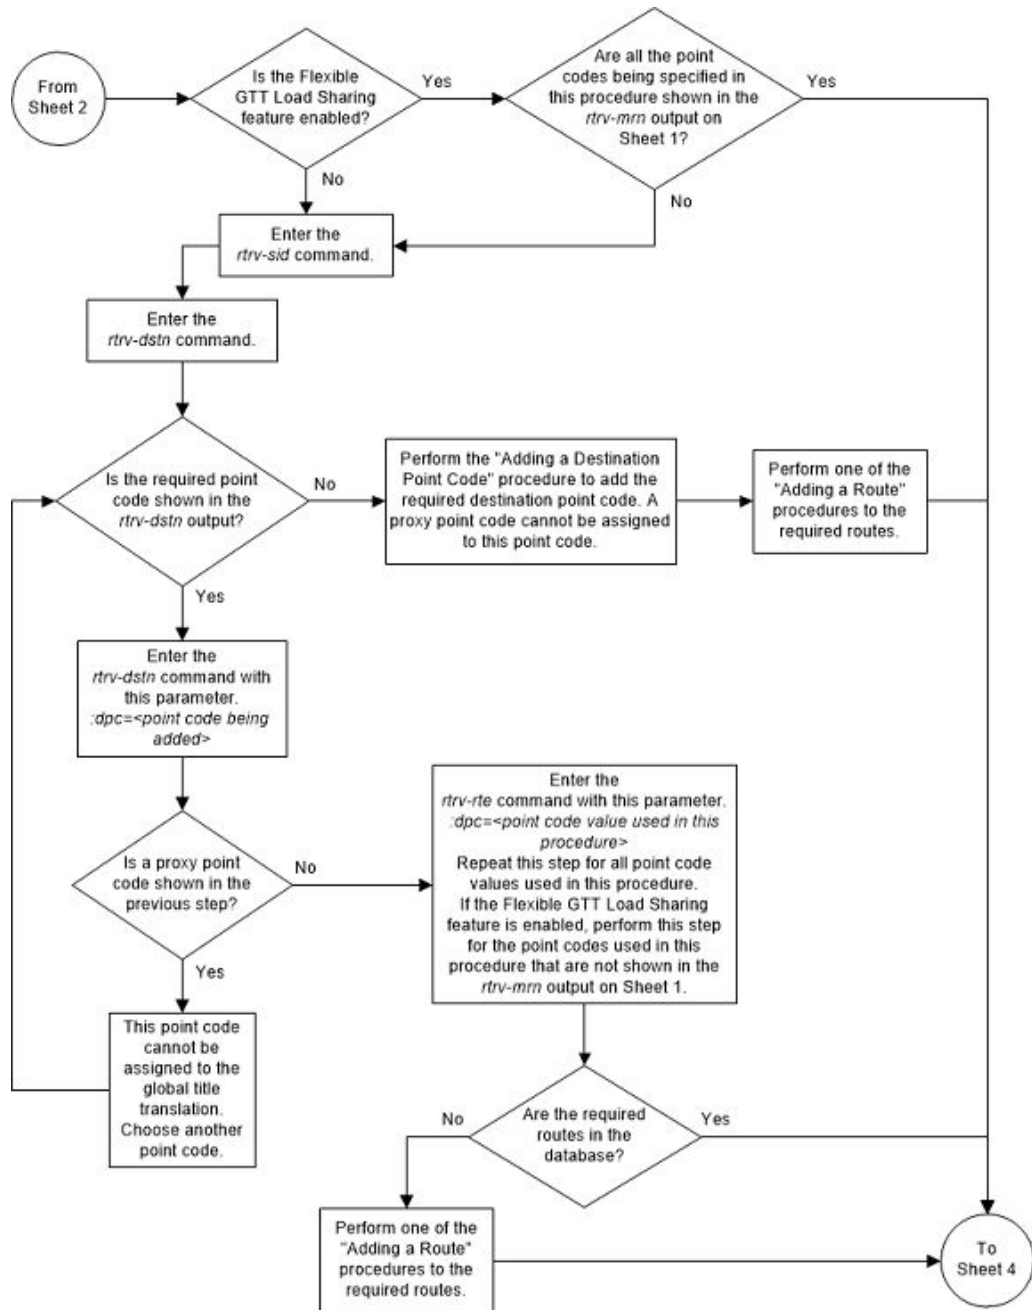 From
Sheet 2
Is the Flexible
GTT Load Sharing
feature enabled?
Yes
Are all the point
codes being specified in
this procedure shown in the
rtrv-mrn output on
Sheet 1?
Yes
No
No
Enter the
rtrv-sid command.
Enter the
rtrv-dstn command.
Is the required point
code shown in the
rtrv-dstn output?
No
Perform the "Adding a Destination
Point Code" procedure to add the
required destination point code. A
proxy point code cannot be assigned
to this point code.
Perform one of the
"Adding a Route"
procedures to the
required routes.
Yes
Enter the
rtrv-dstn command with
this parameter.
:dpc=<point code being
added>
Is a proxy point
code shown in the
previous step?
No
Enter the
rtrv-rte command with this parameter.
:dpc=<point code value used in this
procedure>
Repeat this step for all point code
values used in this procedure.
If the Flexible GTT Load Sharing
feature is enabled, perform this step
for the point codes used in this
procedure that are not shown in the
rtrv-mrn output on Sheet 1.
Yes
This point code
cannot be
assigned to the
global title
translation.
Choose another
point code.
Are the required
routes in the
database?
No
Yes
Perform one of the
"Adding a Route"
procedures to the
required routes.
To
Sheet 4